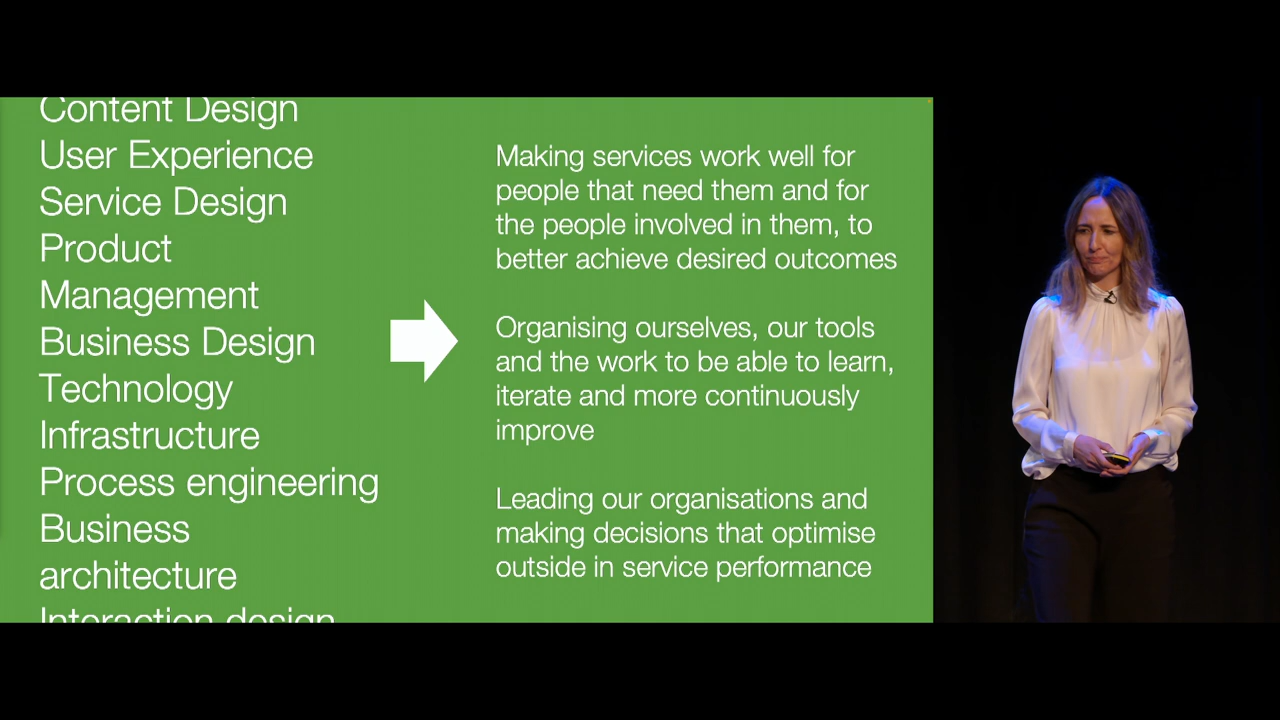 Content Design
User Experience
Service Design
Product
Management
Business Design
Technology
Infrastructure
Process engineering
Business
architecture
Interaction design
Making services work well for
people that need them and for
the people involved in them, to
better achieve desired outcomes
Organising ourselves, our tools
and the work to be able to learn,
iterate and more continuously
improve
Leading our organisations and
making decisions that optimise
outside in service performance